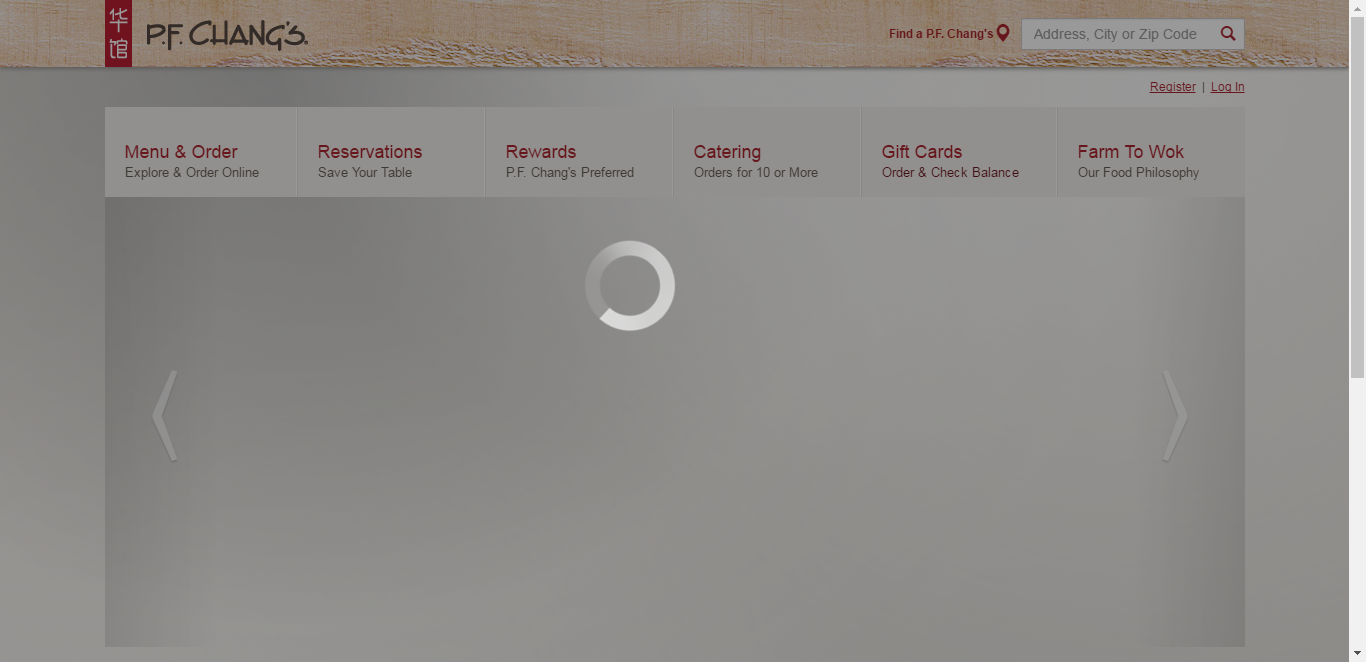 华馆
P.F. CHANG'S.
Find a P.F. Chang's
Address, City or Zip Code
Register | Log In
Menu & Order
Explore & Order Online
Reservations
Save Your Table
Rewards
P.F. Chang's Preferred
Catering
Orders for 10 or More
Gift Cards
Order & Check Balance
Farm To Wok
Our Food Philosophy